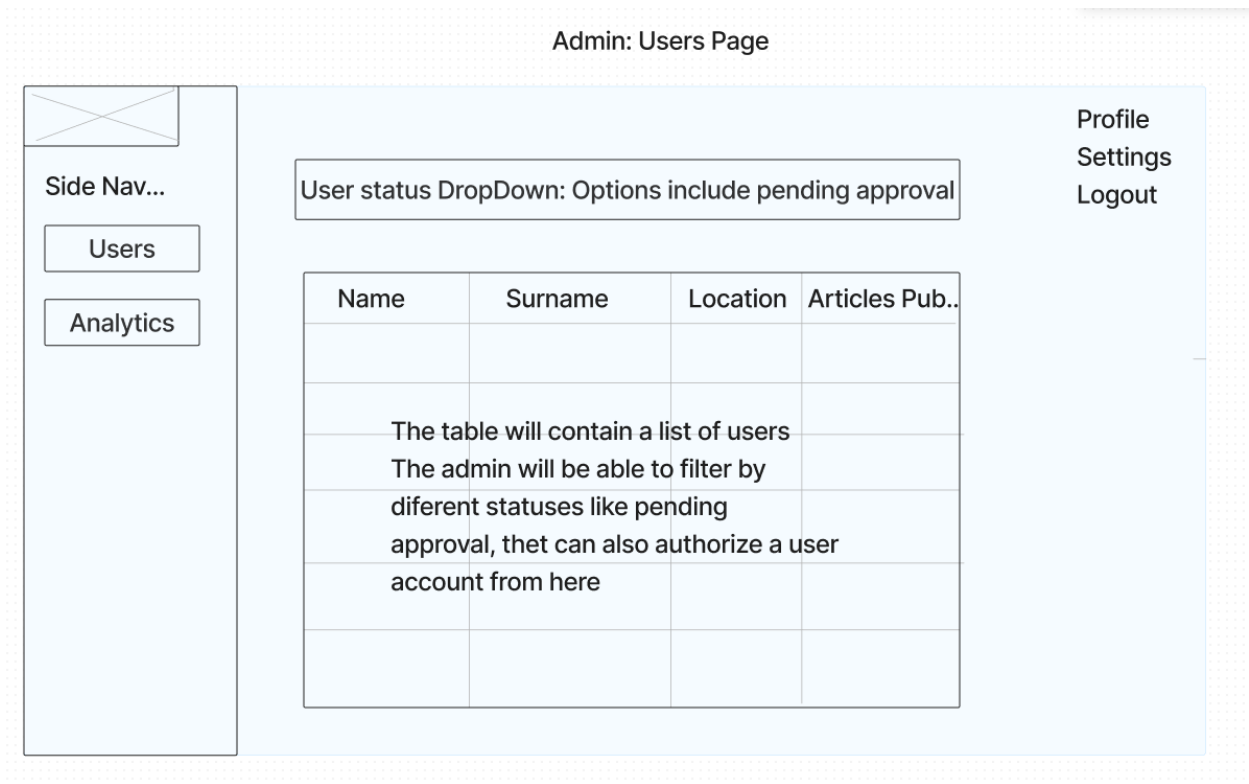 Admin: Users Page
Profile
Settings
Logout
Side Nav...
Users
Analytics
User status DropDown: Options include pending approval
Name Surname Location Articles Pub..
The table will contain a list of users
The admin will be able to filter by
diferent statuses like pending
approval, thet can also authorize a user
account from here